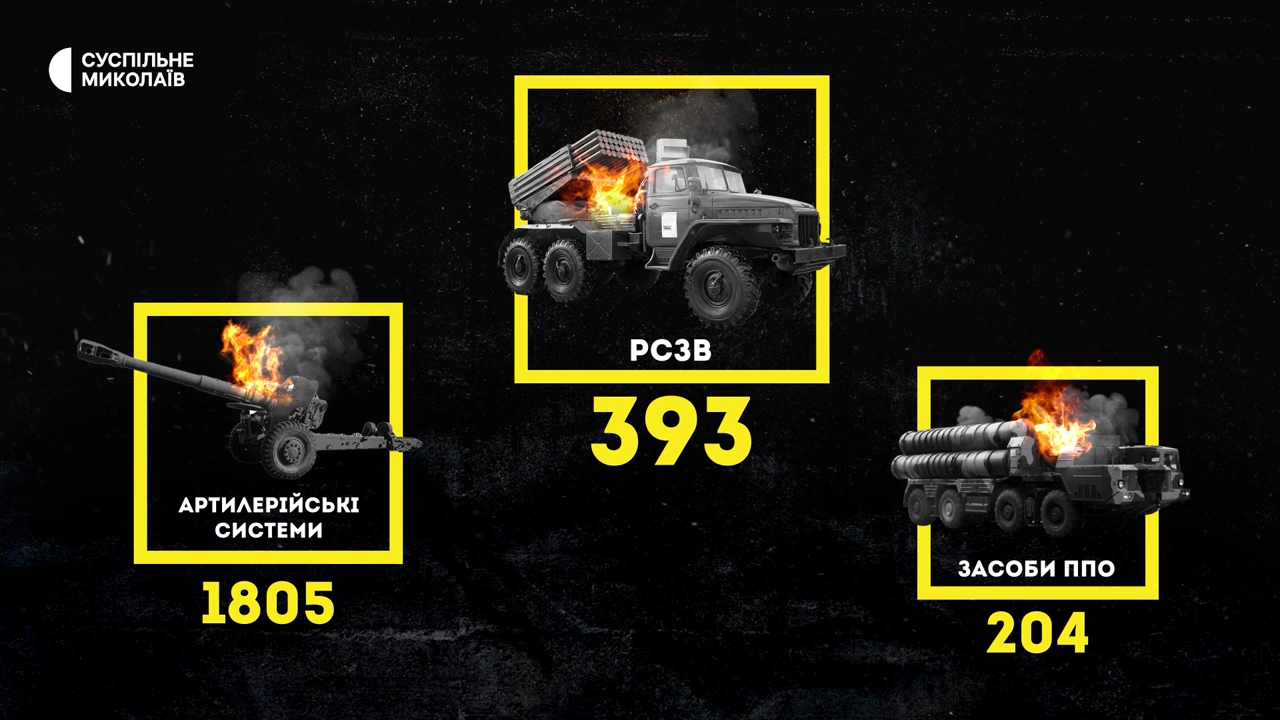 СУСПІЛЬНЕ
МИКОЛАЇВ
РСЗВ
393
АРТИЛЕРІЙСЬКІ
СИСТЕМИ
1805
ЗАСОБИ ППО
204